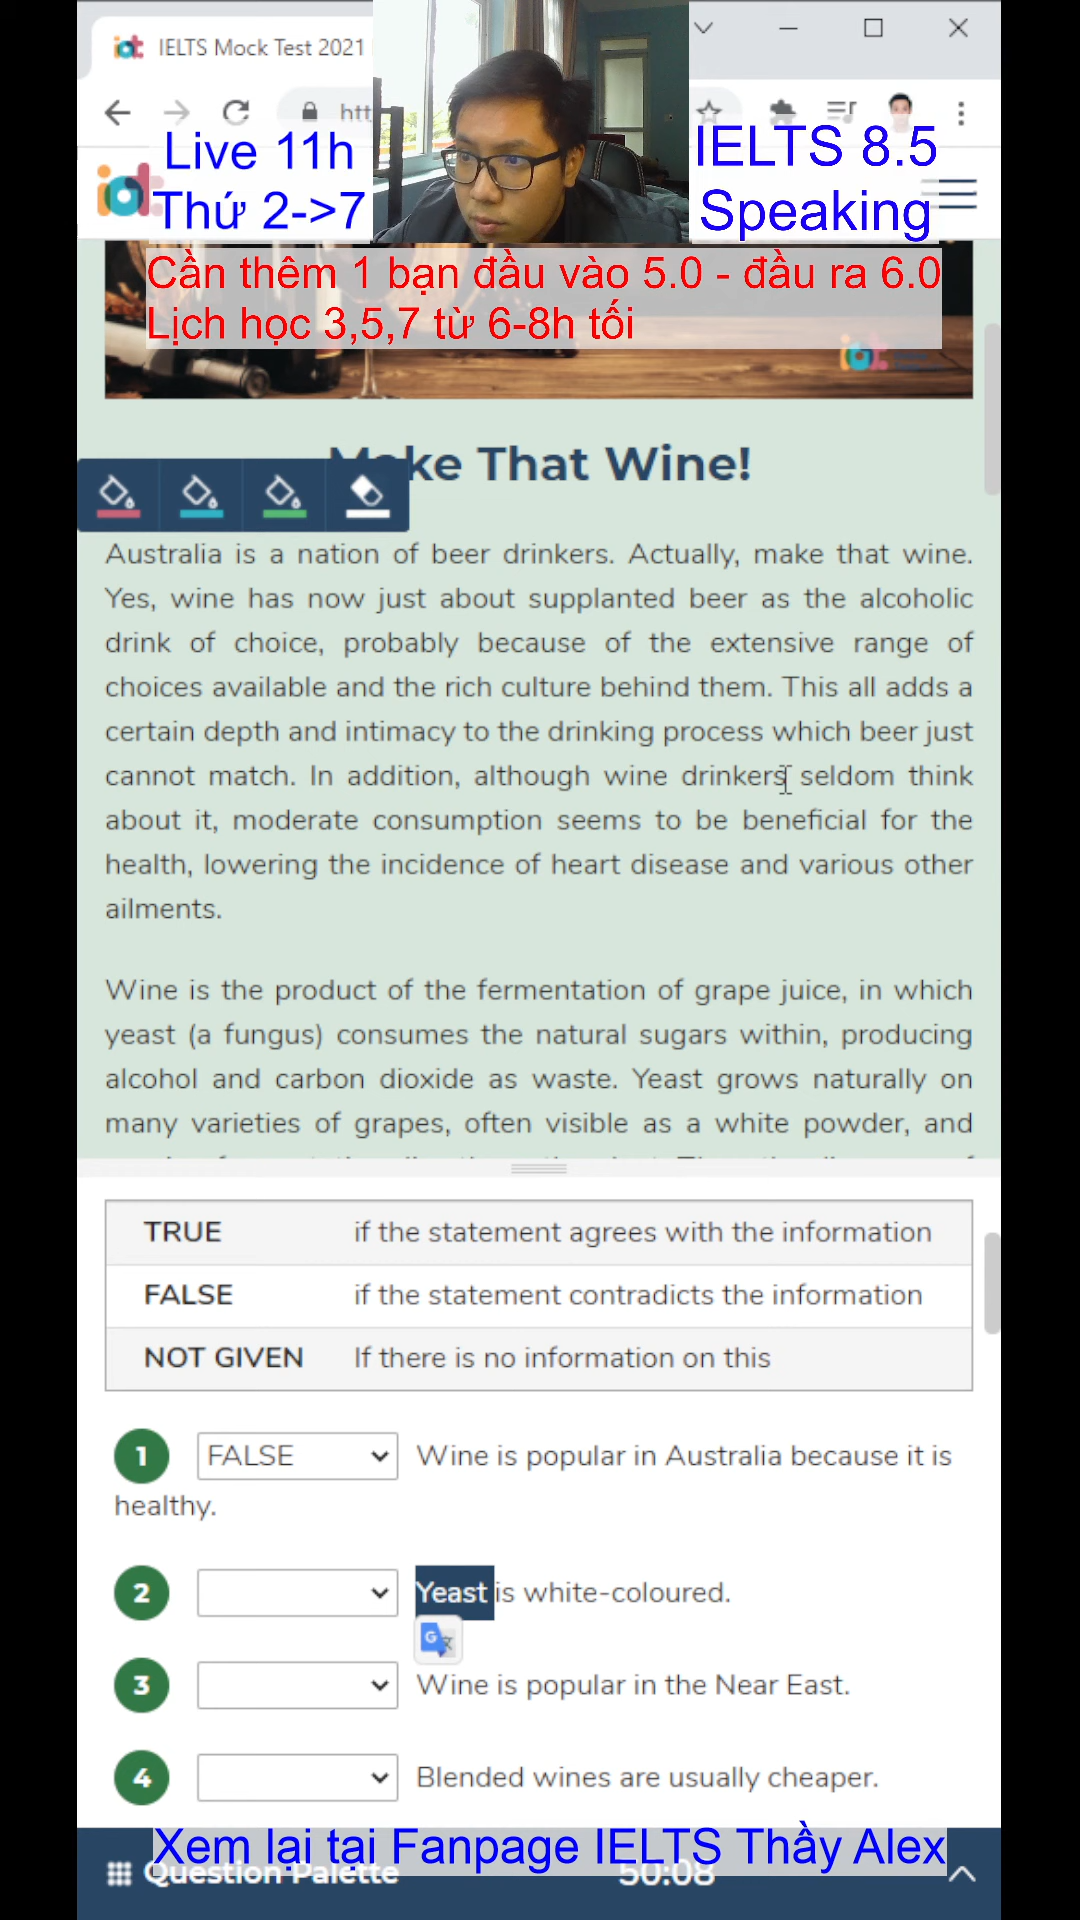 IELTS Mock Test 2021
htt
Live 11h
Thứ 2->7
IELTS 8.5
Speaking
iot
Cần thêm 1 bạn đầu vào 5.0 - đầu ra 6.0
Lịch học 3,5,7 từ 6-8h tối
Make That Wine!
Australia is a nation of beer drinkers. Actually, make that wine.
Yes, wine has now just about supplanted beer as the alcoholic
drink of choice, probably because of the extensive range of
choices available and the rich culture behind them. This all adds a
certain depth and intimacy to the drinking process which beer just
cannot match. In addition, although wine drinkers seldom think
about it, moderate consumption seems to be beneficial for the
health, lowering the incidence of heart disease and various other
ailments.
Wine is the product of the fermentation of grape juice, in which
yeast (a fungus) consumes the natural sugars within, producing
alcohol and carbon dioxide as waste. Yeast grows naturally on
many varieties of grapes, often visible as a white powder, and
TRUE if the statement agrees with the information
FALSE if the statement contradicts the information
NOT GIVEN If there is no information on this
1 FALSE Wine is popular in Australia because it is
healthy.
2 Yeast is white-coloured.
3 Wine is popular in the Near East.
4 Blended wines are usually cheaper.
Xem lại tại Fanpage IELTS Thầy Alex
Question Palette 50:08